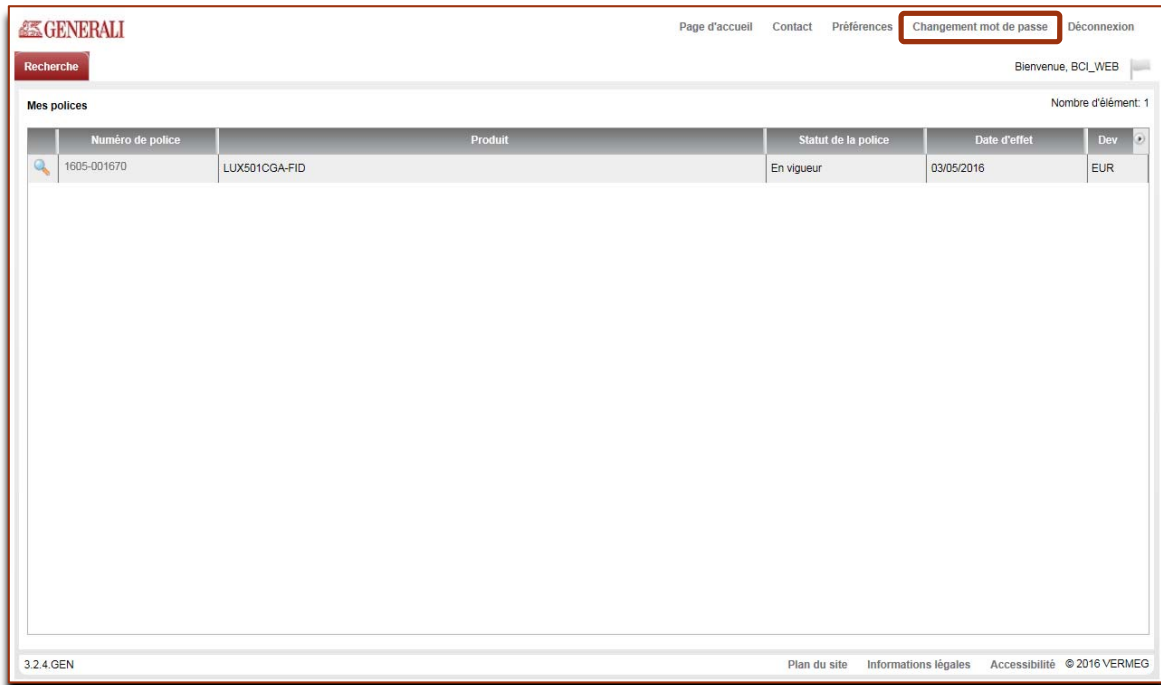 GENERALI
Page d'accueil Contact Préférences Changement mot de passe Déconnexion
Recherche
Bienvenue, BCI_WEB
Mes polices
Nombre d'élément: 1
Numéro de police Produit Statut de la police Date d'effet Dev
1605-001670 LUX501CGA-FID En vigueur 03/05/2016 EUR
3.2.4.GEN
Plan du site Informations légales Accessibilité © 2016 VERMEG